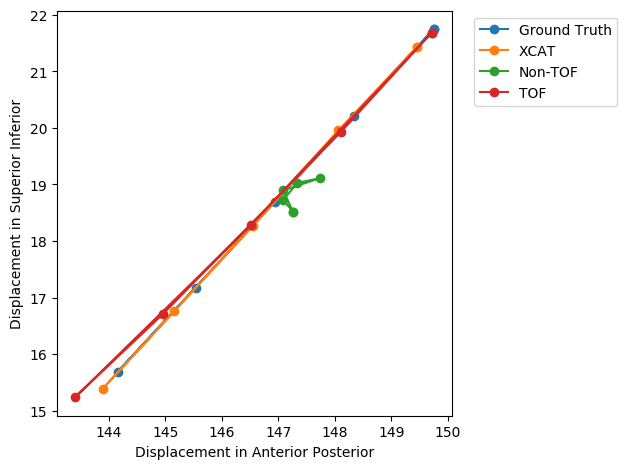 22
21
20
19
18
17
16
15
Displacement in Superior Inferior
144 145 146 147 148 149 150
Displacement in Anterior Posterior
Ground Truth
XCAT
Non-TOF
TOF